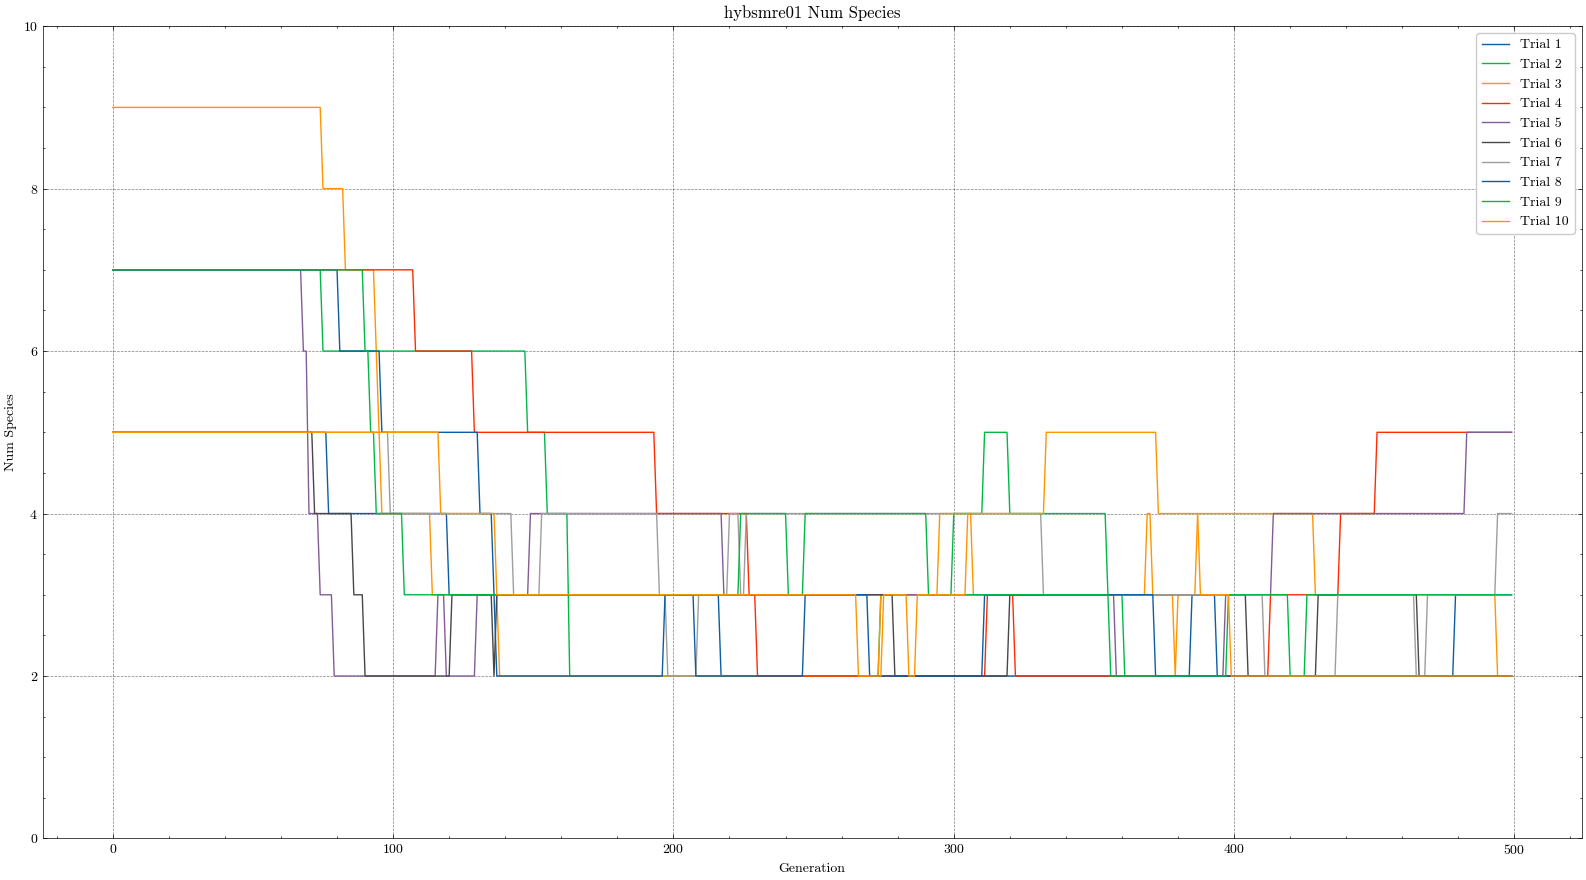 hybsmre01 Num Species
10
8
6
4
2
0
Num Species
0
100
200
300
400
500
Generation
Trial 1
Trial 2
Trial 3
Trial 4
Trial 5
Trial 6
Trial 7
Trial 8
Trial 9
Trial 10